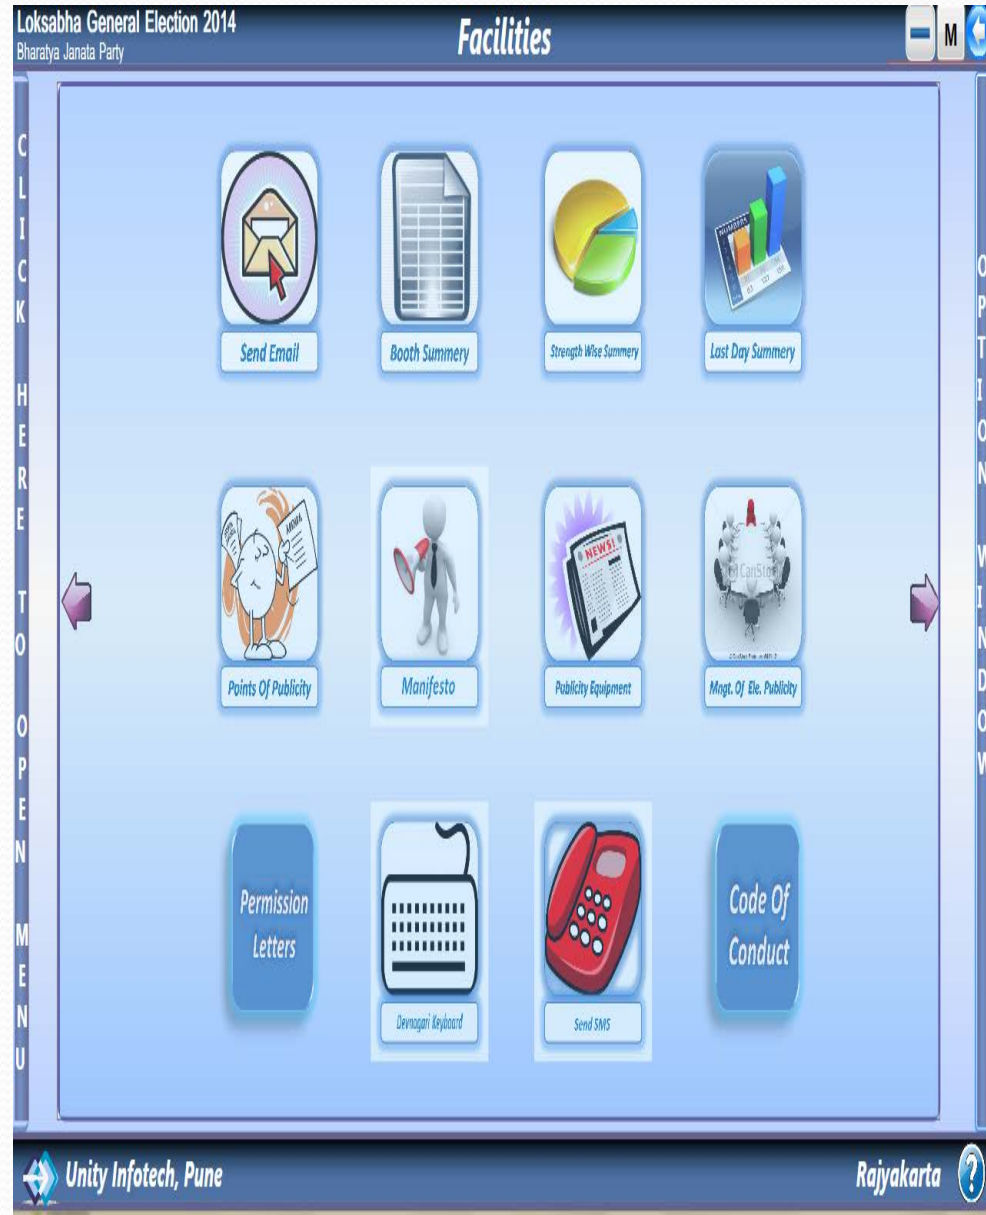 Loksabha General Election 2014
Bharatya Janata Party
Facilities
M
CLICK HERE TO OPEN MENU
OPTION WINDOW
NUMBERS
Send Email
Booth Summery
Strength Wise Summery
Last Day Summery
NEWS!
CanSto
Points Of Publicity
Manifesto
Publicity Equipment
Mngt. Of Ele. Publicity
Permission
Letters
Code Of
Conduct
Devnagari Keyboard
Send SMS
Unity Infotech, Pune
Rajyakarta
?